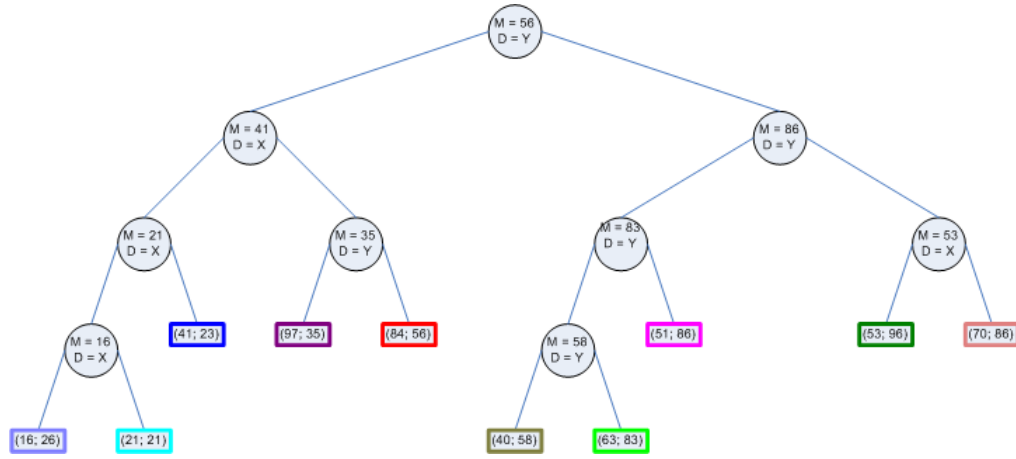 M = 56
D = Y
M = 41
D = X
M = 86
D = Y
M = 21
D = X
M = 35
D = Y
M = 83
D = Y
M = 53
D = X
M = 16
D = X
(41; 23)
(97; 35)
(84; 56)
M = 58
D = Y
(51; 86)
(53; 96)
(70; 86)
(16; 26)
(21; 21)
(40; 58)
(63; 83)